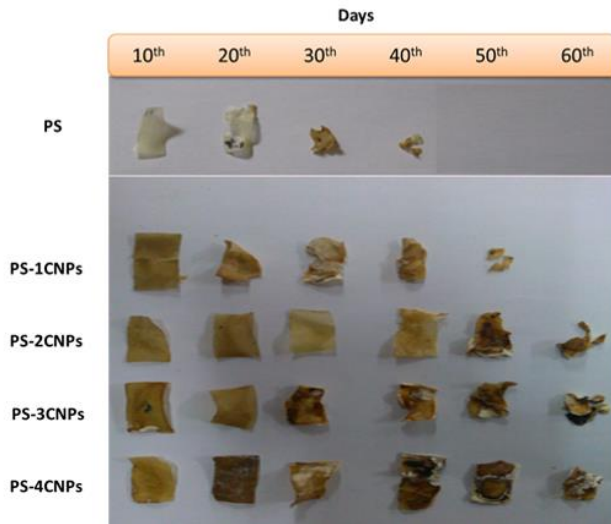 Days
10th 20th 30th 40th 50th 60th
PS
PS-1CNPs
PS-2CNPs
PS-3CNPs
PS-4CNPs